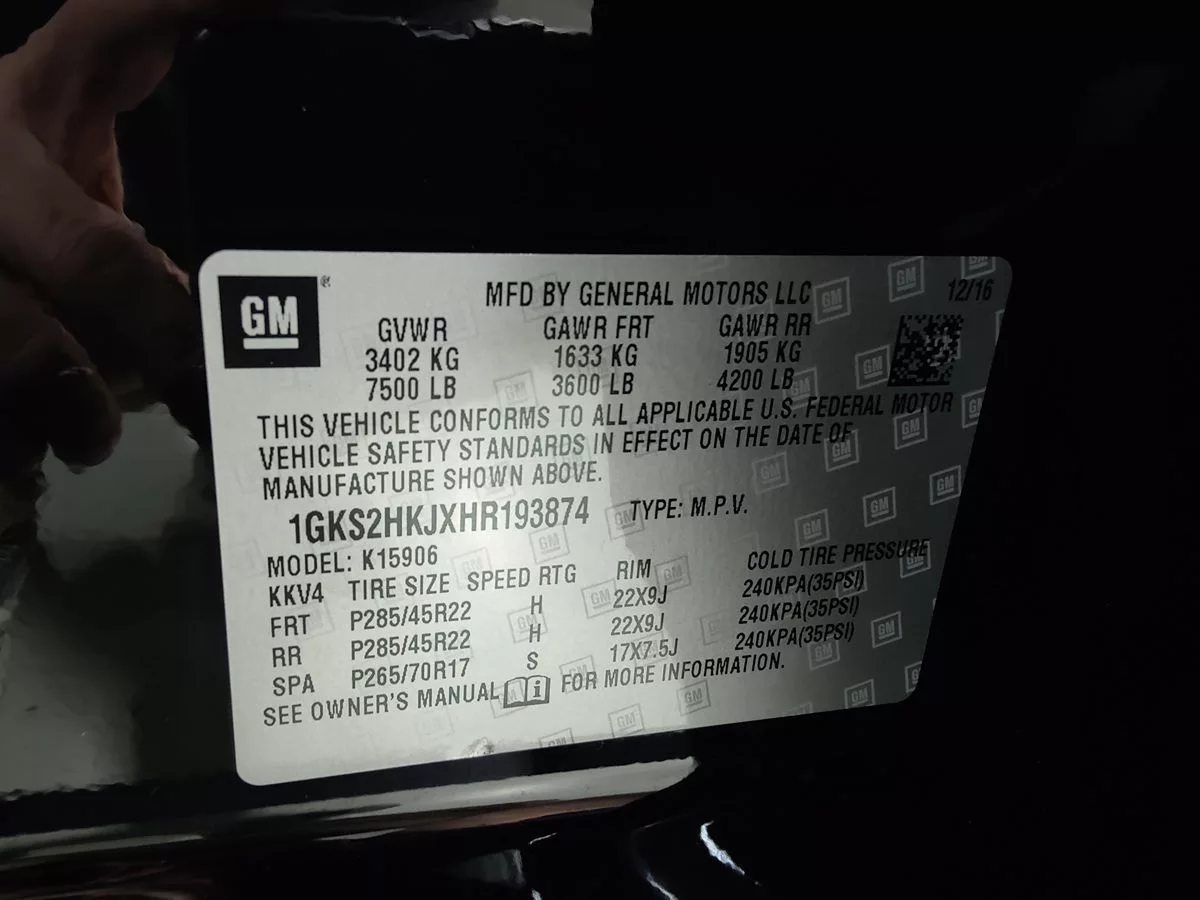 GM®
MFD BY GENERAL MOTORS LLC
12/16
GVWR GAWR FRT GAWR RR
3402 KG 1633 KG 1905 KG
7500 LB 3600 LB 4200 LB
THIS VEHICLE CONFORMS TO ALL APPLICABLE U.S. FEDERAL MOTOR
VEHICLE SAFETY STANDARDS IN EFFECT ON THE DATE OF
MANUFACTURE SHOWN ABOVE.
1GKS2HKJXHR193874 TYPE: M.P.V.
MODEL: K15906
KKV4 TIRE SIZE SPEED RTG RIM COLD TIRE PRESSURE
FRT P285/45R22 H 22X9J 240KPA(35PSI)
RR P285/45R22 H 22X9J 240KPA(35PSI)
SPA P265/70R17 S 17X7.5J 240KPA(35PSI)
SEE OWNER'S MANUAL i FOR MORE INFORMATION.